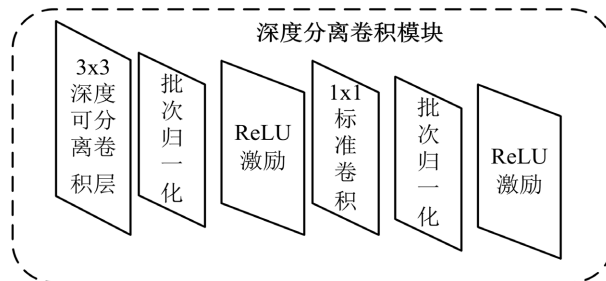 深度分离卷积模块
3x3
深度
可分
离卷
积层
批
次
归
一
化
ReLU
激励
1x1
标
准
卷
积
批
次
归
一
化
ReLU
激励